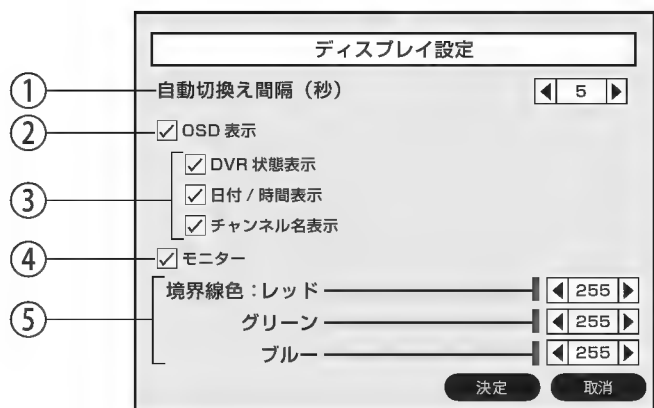 ディスプレイ設定
① 自動切換え間隔（秒） 5
② OSD 表示
DVR 状態表示
③ 日付 / 時間表示
チャンネル名表示
④ モニター
境界線色：レッド 255
⑤ グリーン 255
ブルー 255
決定 取消